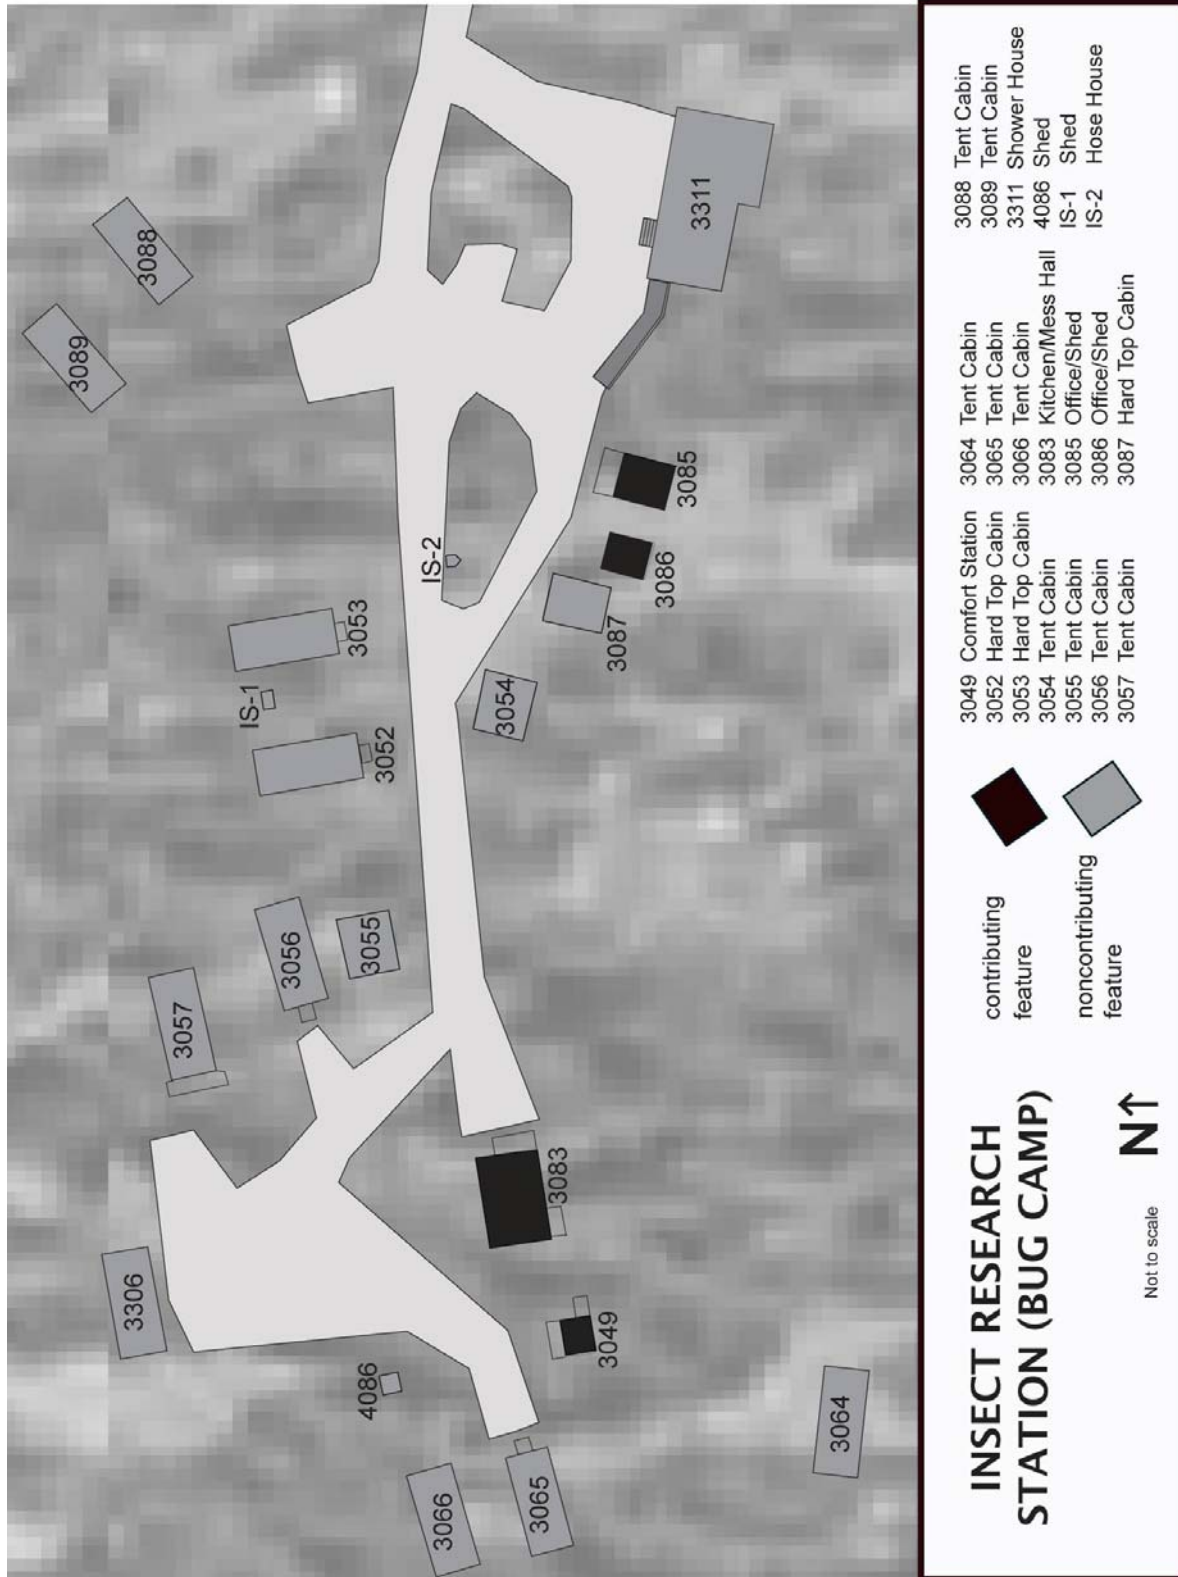 3088
3089
3311
IS-2
3085
3086
3087
3053
IS-1
3054
3052
3056
3055
3057
3083
3306
3049
4086
3064
3066
3065
INSECT RESEARCH
STATION (BUG CAMP)
Not to scale
N↑
contributing
feature
noncontributing
feature
3049 Comfort Station
3052 Hard Top Cabin
3053 Hard Top Cabin
3054 Tent Cabin
3055 Tent Cabin
3056 Tent Cabin
3057 Tent Cabin
3064 Tent Cabin
3065 Tent Cabin
3066 Tent Cabin
3083 Kitchen/Mess Hall
3085 Office/Shed
3086 Office/Shed
3087 Hard Top Cabin
3088 Tent Cabin
3089 Tent Cabin
3311 Shower House
4086 Shed
IS-1 Shed
IS-2 Hose House